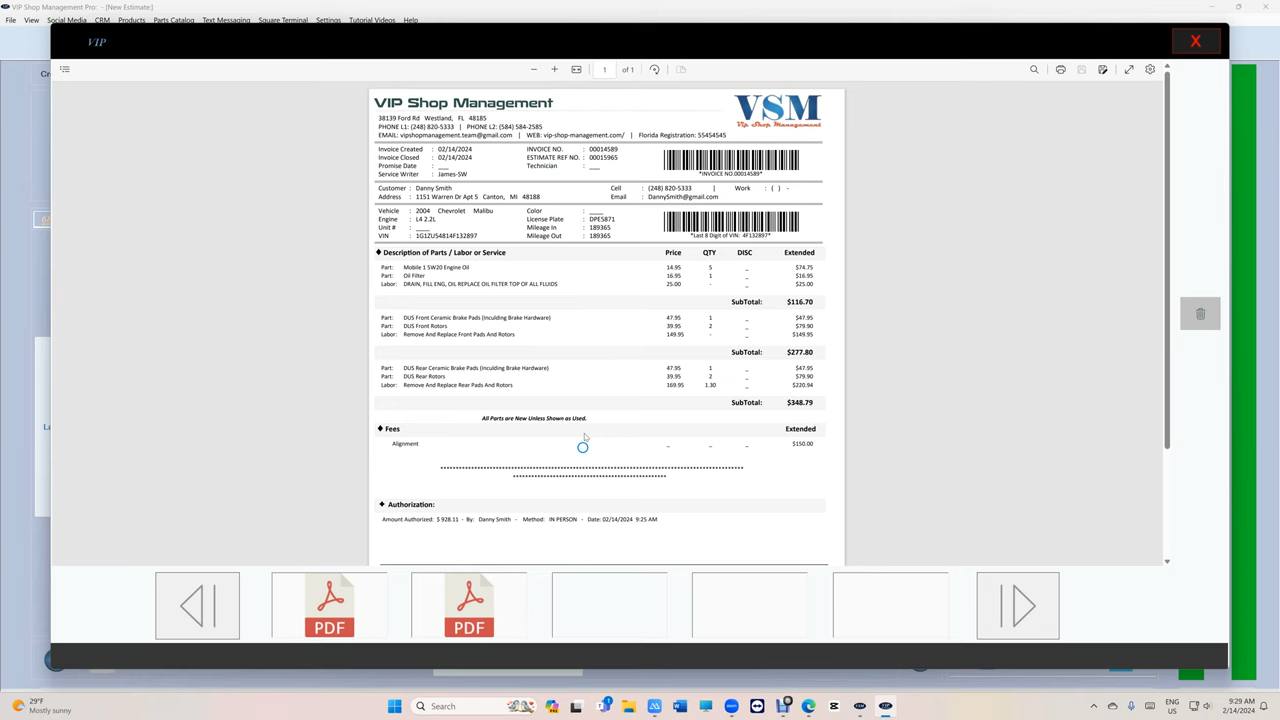 VIP Shop Management Pro: - [New Estimate:]
File View Social Media CRM Products Parts Catalog Text Messaging Square Terminal Settings Tutorial Videos Help
VIP X
1 of 1
VIP Shop Management
VSM
Vip Shop Management
38139 Ford Rd Westland, FL 48185
PHONE L1: (248) 820-5333 | PHONE L2: (584) 584-2585
EMAIL: vipshopmanagement.team@gmail.com | WEB: vip-shop-management.com/ | Florida Registration: 55454545
Invoice Created : 02/14/2024 INVOICE NO. : 00014589
Invoice Closed : 02/14/2024 ESTIMATE REF NO. : 00015965
Promise Date : ___ Technician : ___
Service Writer : James-SW *INVOICE NO.00014589*
Customer : Danny Smith Cell : (248) 820-5333 | Work : ( ) -
Address : 1151 Warren Dr Apt 5 Canton, MI 48188 Email : DannySmith@gmail.com
Vehicle : 2004 Chevrolet Malibu Color : ____
Engine : L4 2.2L License Plate : DPE5871
Unit # : ____ Mileage In : 189365
VIN : 1G1ZU54814F132897 Mileage Out : 189365 *Last 8 Digit of VIN: 4F132897*
♦ Description of Parts / Labor or Service Price QTY DISC Extended
Part: Mobile 1 5W20 Engine Oil 14.95 5 _ $74.75
Part: Oil Filter 16.95 1 _ $16.95
Labor: DRAIN, FILL ENG, OIL REPLACE OIL FILTER TOP OF ALL FLUIDS 25.00 - _ $25.00
SubTotal: $116.70
Part: DUS Front Ceramic Brake Pads (Inculding Brake Hardware) 47.95 1 _ $47.95
Part: DUS Front Rotors 39.95 2 _ $79.90
Labor: Remove And Replace Front Pads And Rotors 149.95 - _ $149.95
SubTotal: $277.80
Part: DUS Rear Ceramic Brake Pads (Inculding Brake Hardware) 47.95 1 _ $47.95
Part: DUS Rear Rotors 39.95 2 _ $79.90
Labor: Remove And Replace Rear Pads And Rotors 169.95 1.30 _ $220.94
SubTotal: $348.79
All Parts are New Unless Shown as Used.
♦ Fees Extended
Alignment _ _ _ $150.00
✦ Authorization:
Amount Authorized: $ 928.11 - By: Danny Smith - Method: IN PERSON - Date: 02/14/2024 9:25 AM
PDF PDF
29°F
Mostly sunny
Search
ENG
US
9:29 AM
2/14/2024